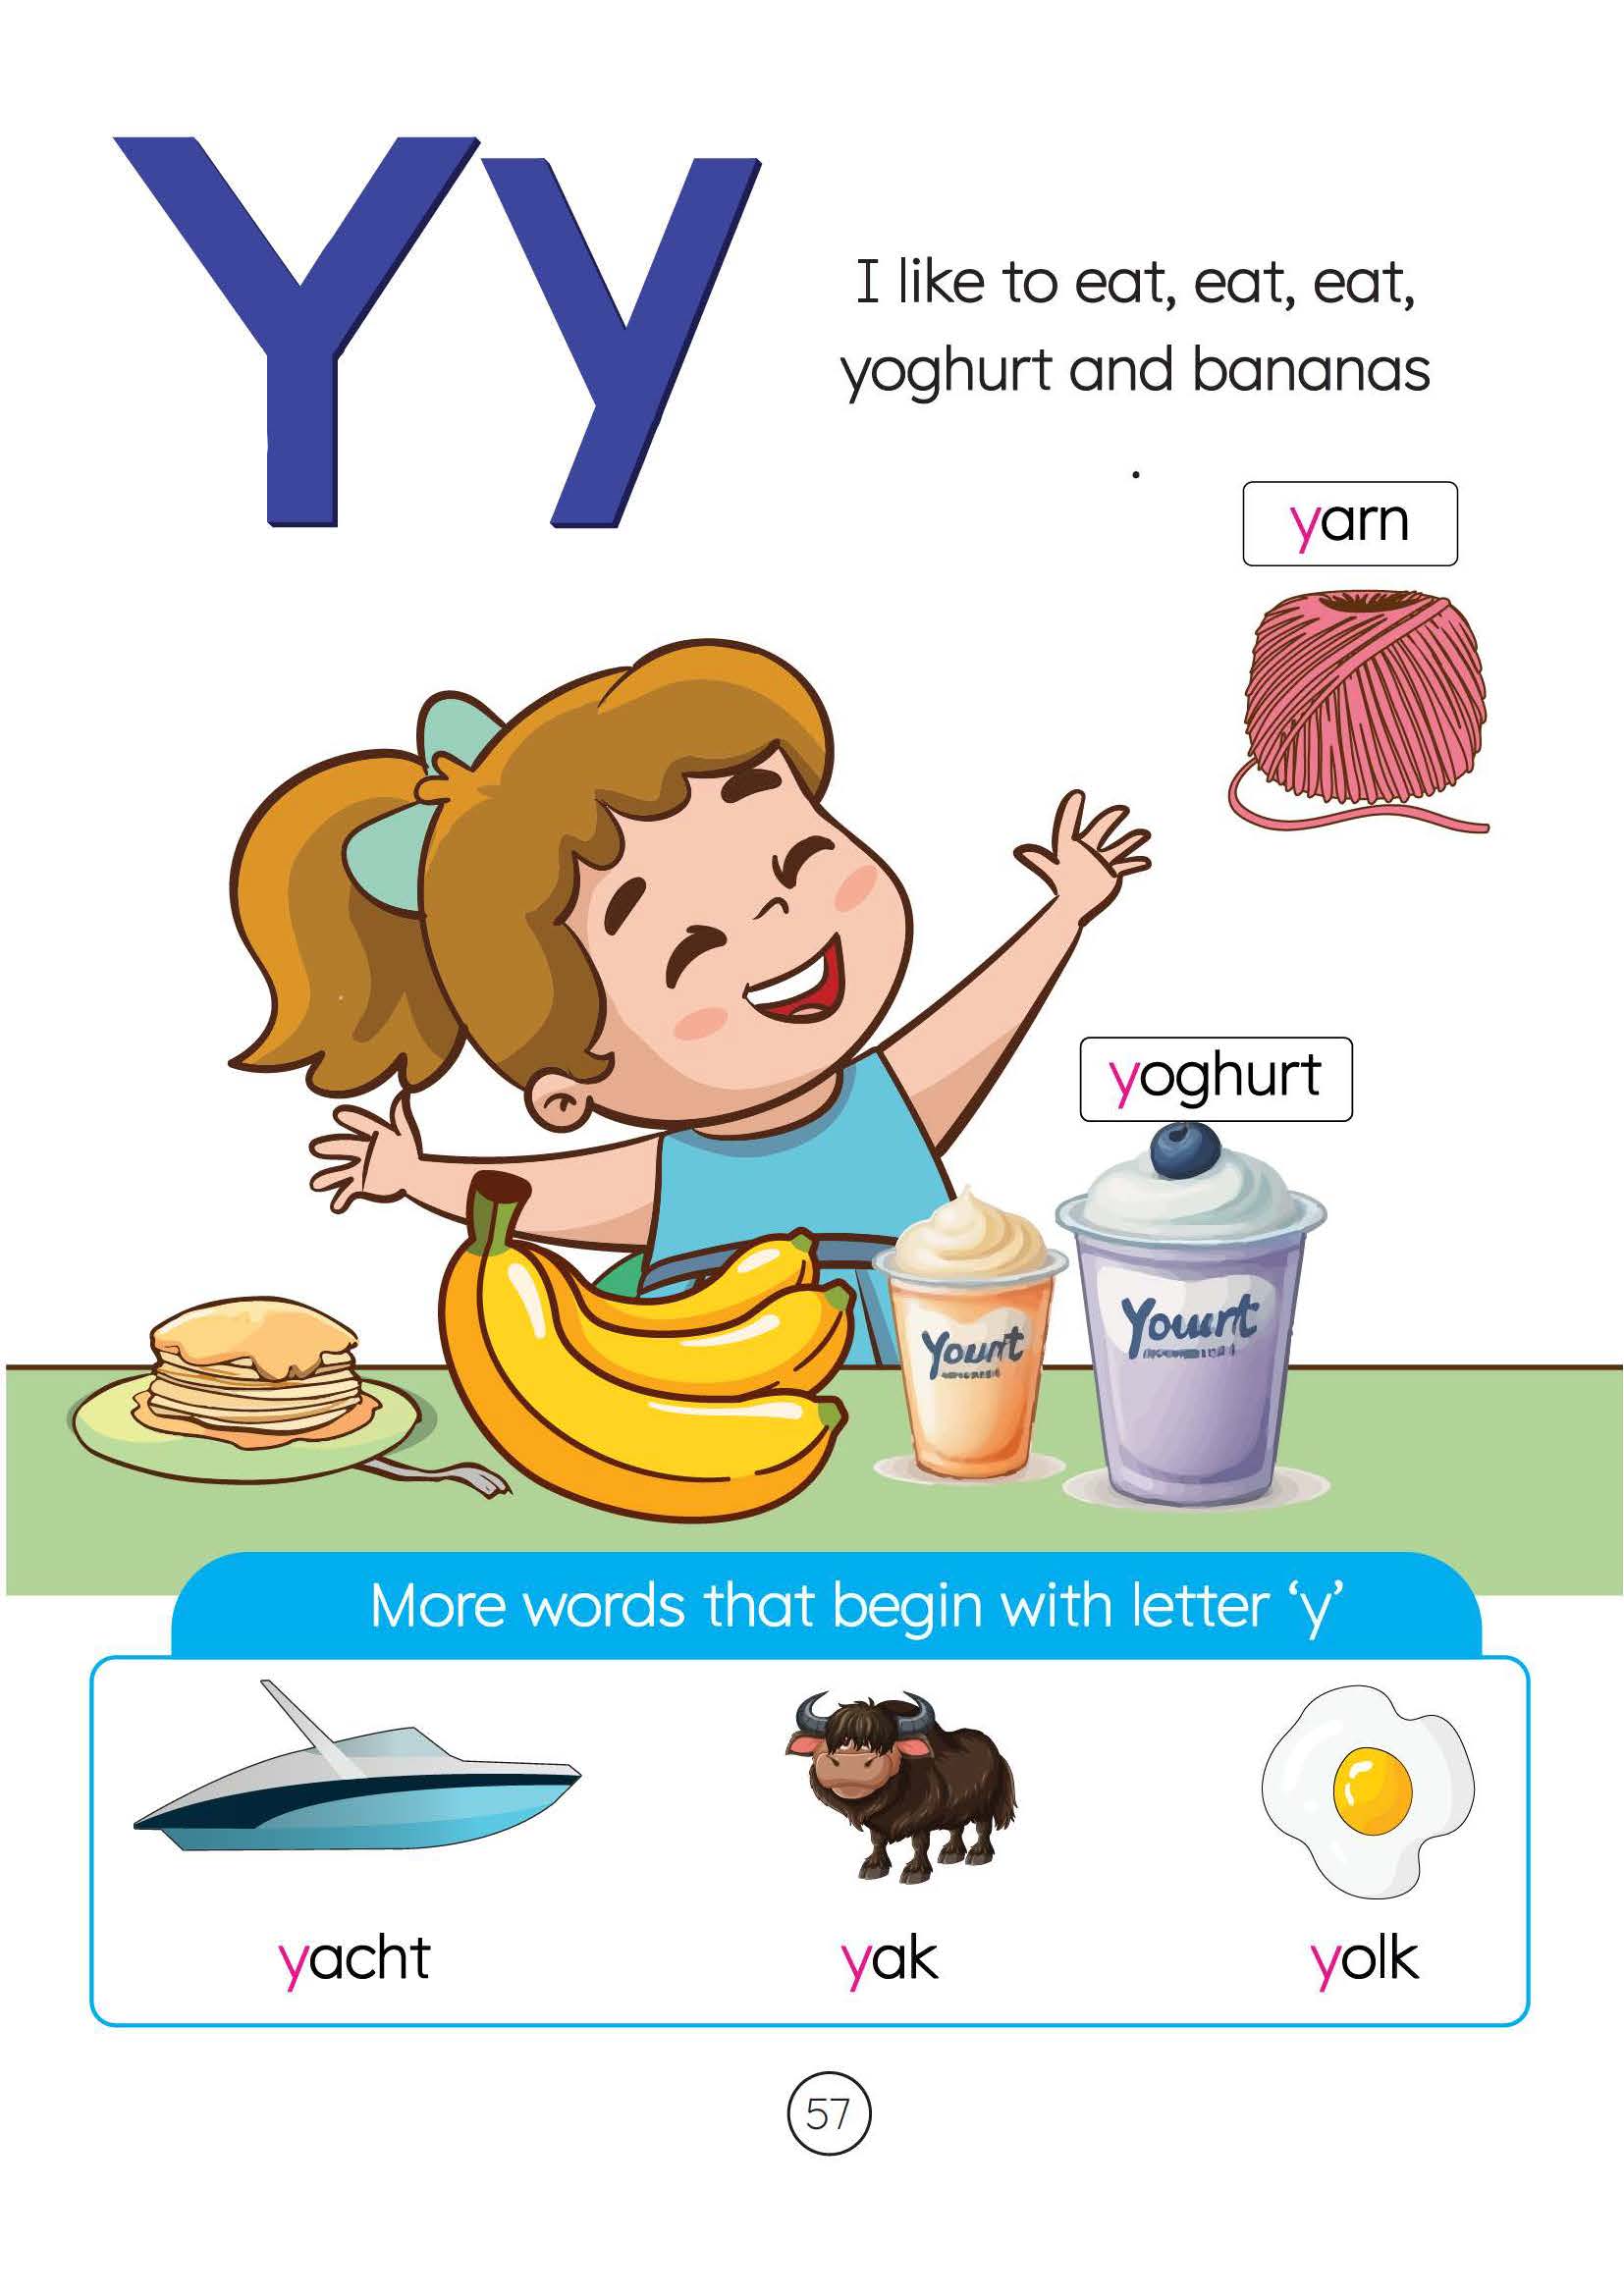 Yy
I like to eat, eat, eat,
yoghurt and bananas
.
yarn
yoghurt
Yourt
Yourt
More words that begin with letter ‘y’
yacht
yak
yolk
57